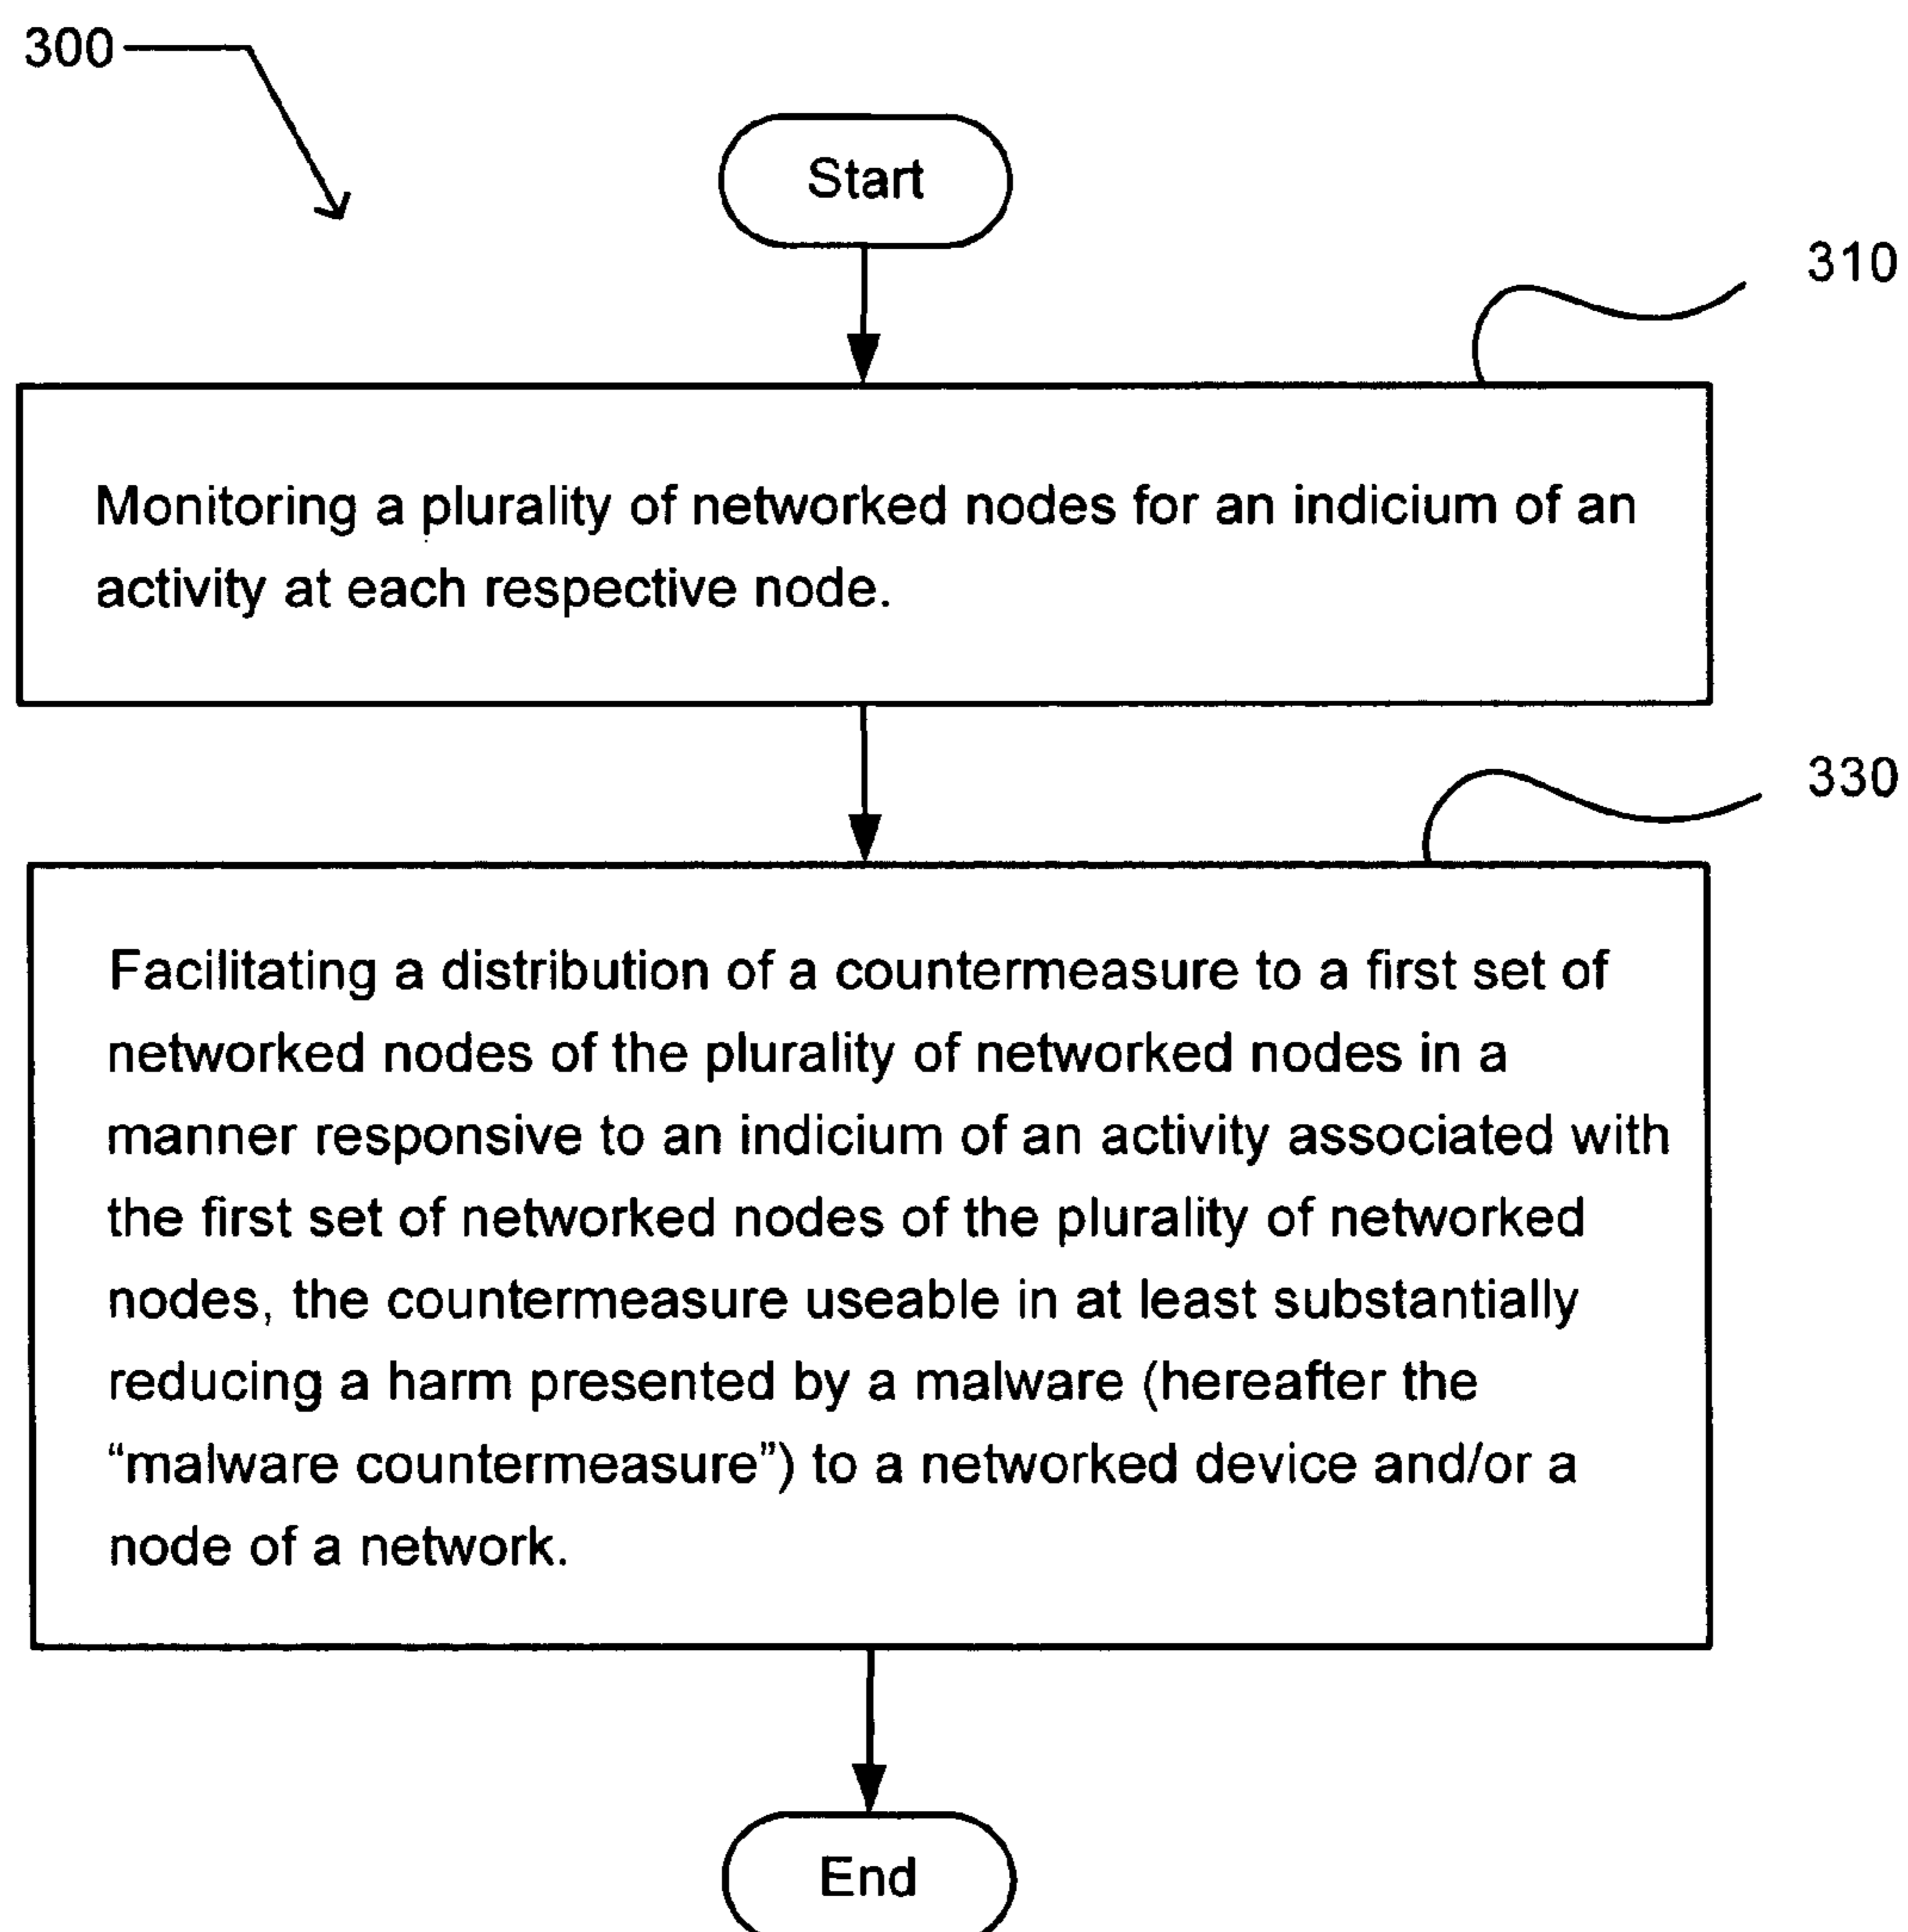 300
Start
310
Monitoring a plurality of networked nodes for an indicium of an
activity at each respective node.
330
Facilitating a distribution of a countermeasure to a first set of
networked nodes of the plurality of networked nodes in a
manner responsive to an indicium of an activity associated with
the first set of networked nodes of the plurality of networked
nodes, the countermeasure useable in at least substantially
reducing a harm presented by a malware (hereafter the
“malware countermeasure”) to a networked device and/or a
node of a network.
End